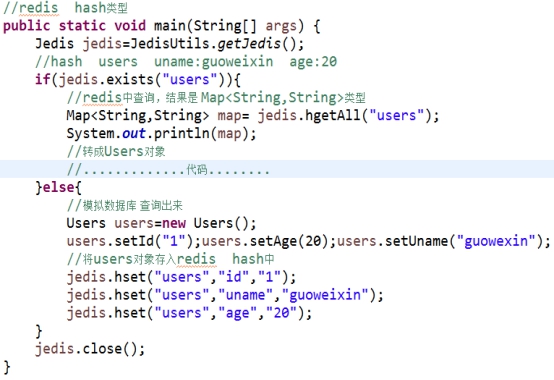 //redis  hash类型
public static void main(String[] args) {
    Jedis jedis=JedisUtils.getJedis();
    //hash  users  uname:guoweixin  age:20
    if(jedis.exists("users")){
        //redis中查询，结果是 Map<String,String>类型
        Map<String,String> map= jedis.hgetAll("users");
        System.out.println(map);
        //转成Users对象
        //.............代码........
    }else{
        //模拟数据库 查询出来
        Users users=new Users();
        users.setId("1");users.setAge(20);users.setUname("guowexin");
        //将users对象存入redis  hash中
        jedis.hset("users","id","1");
        jedis.hset("users","uname","guoweixin");
        jedis.hset("users","age","20");
    }
    jedis.close();
}